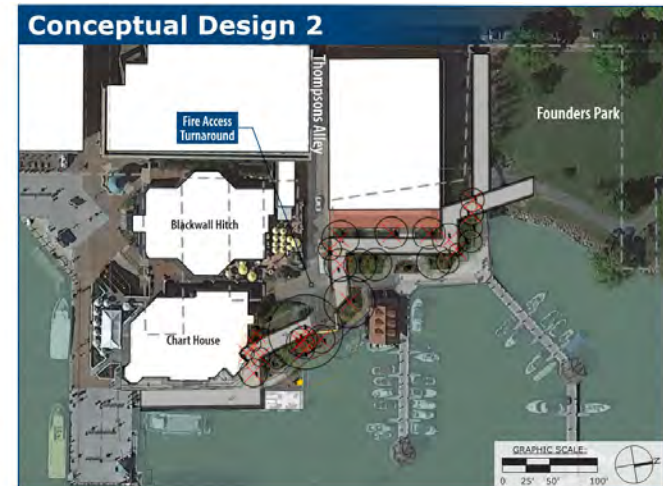 Conceptual Design 2
Thompsons Alley
Founders Park
Fire Access
Turnaround
Blackwall Hitch
Chart House
GRAPHIC SCALE:
0 25' 50' 100'